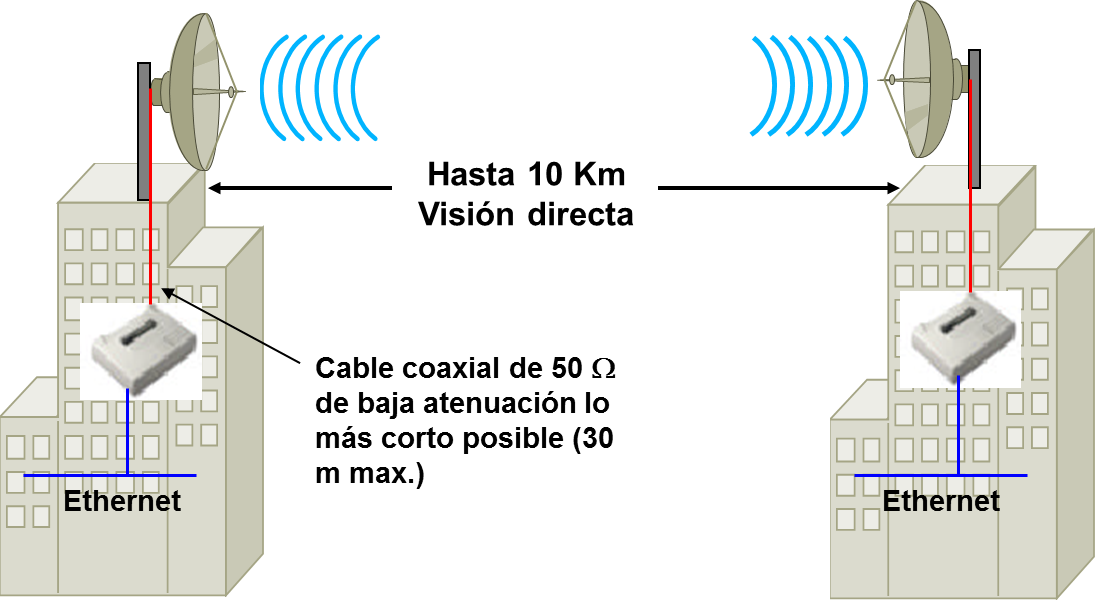 Hasta 10 Km
Visión directa
Cable coaxial de 50 Ω
de baja atenuación lo
más corto posible (30
m max.)
Ethernet
Ethernet